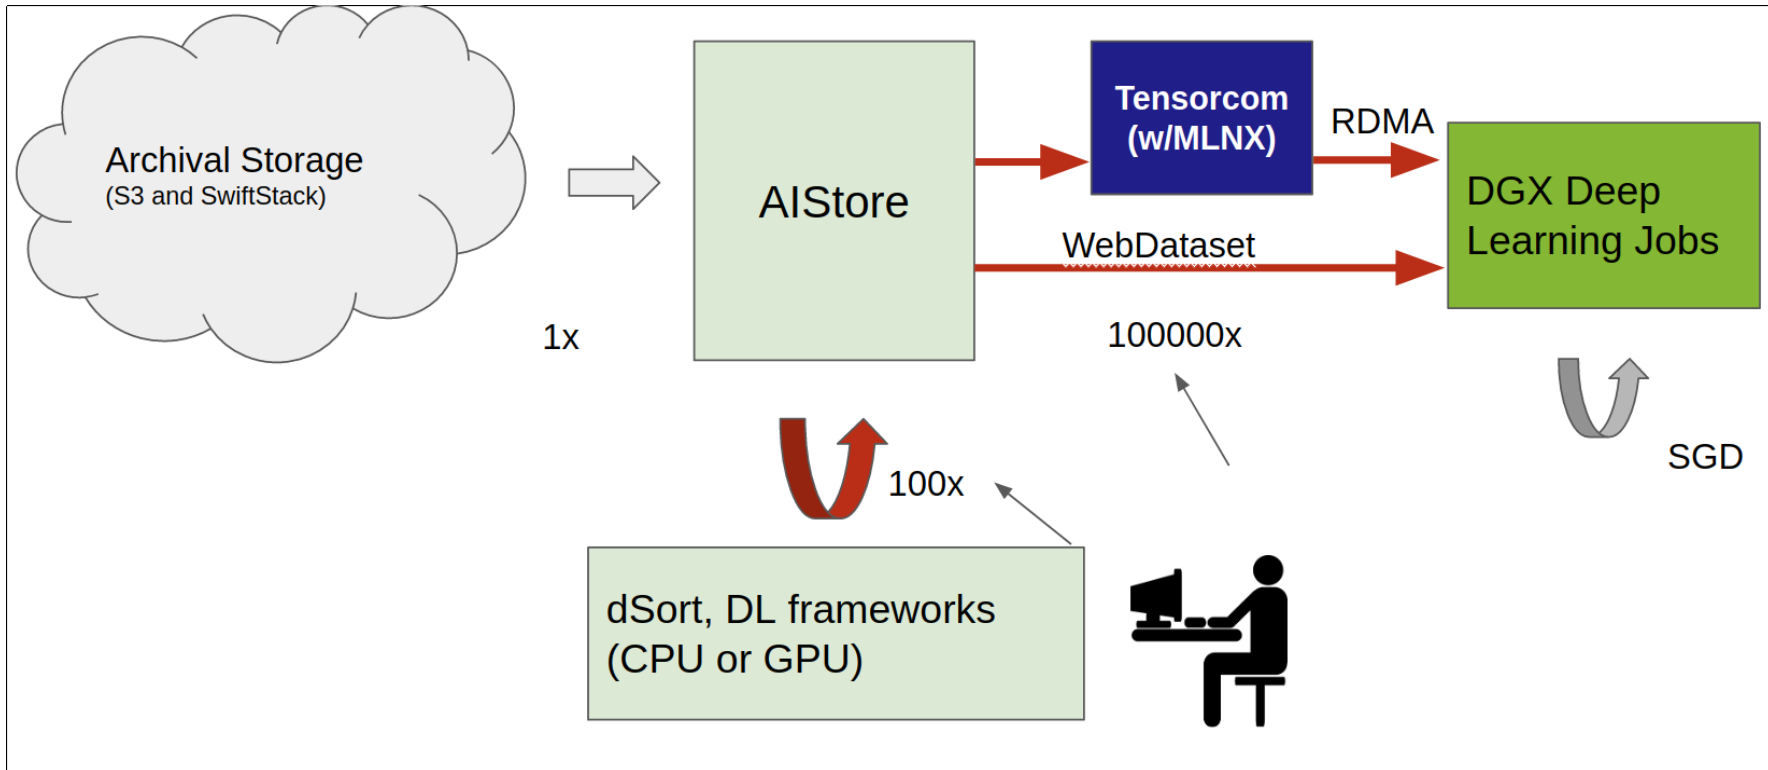 Archival Storage
(S3 and SwiftStack)
1x
AIStore
Tensorcom
(w/MLNX)
RDMA
WebDataset
100000x
DGX Deep
Learning Jobs
SGD
100x
dSort, DL frameworks
(CPU or GPU)